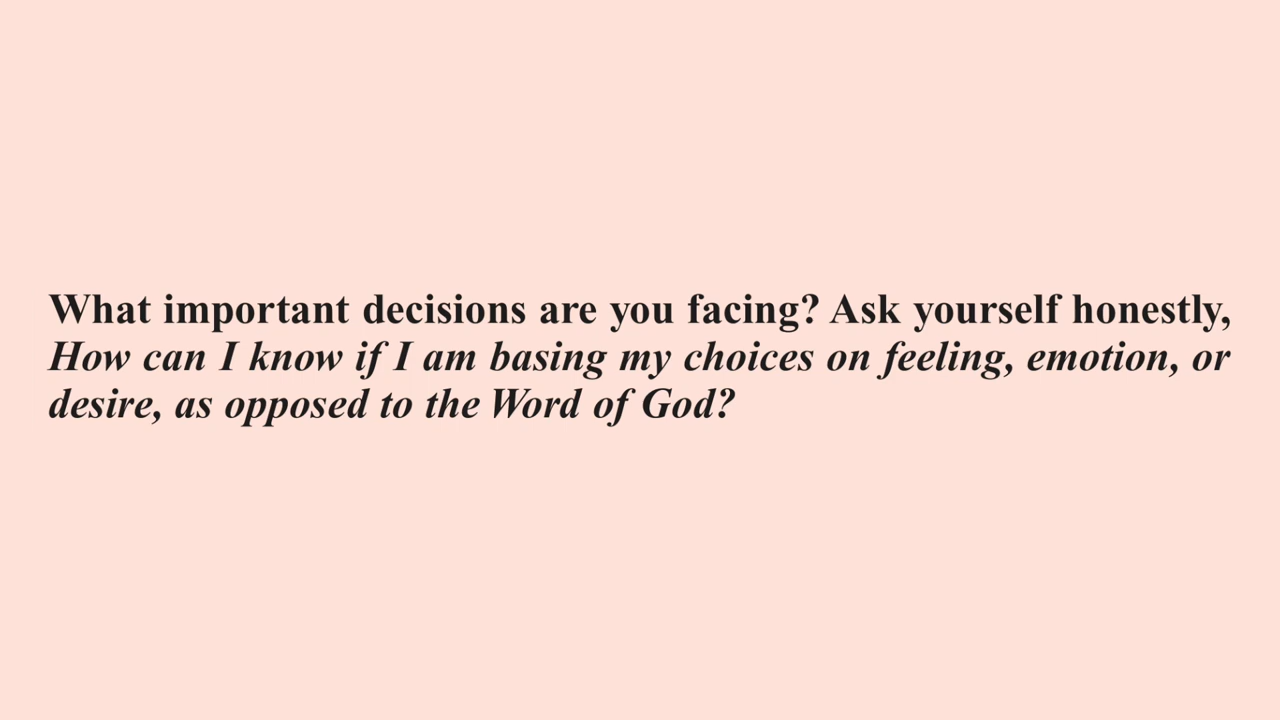 What important decisions are you facing? Ask yourself honestly,
How can I know if I am basing my choices on feeling, emotion, or
desire, as opposed to the Word of God?